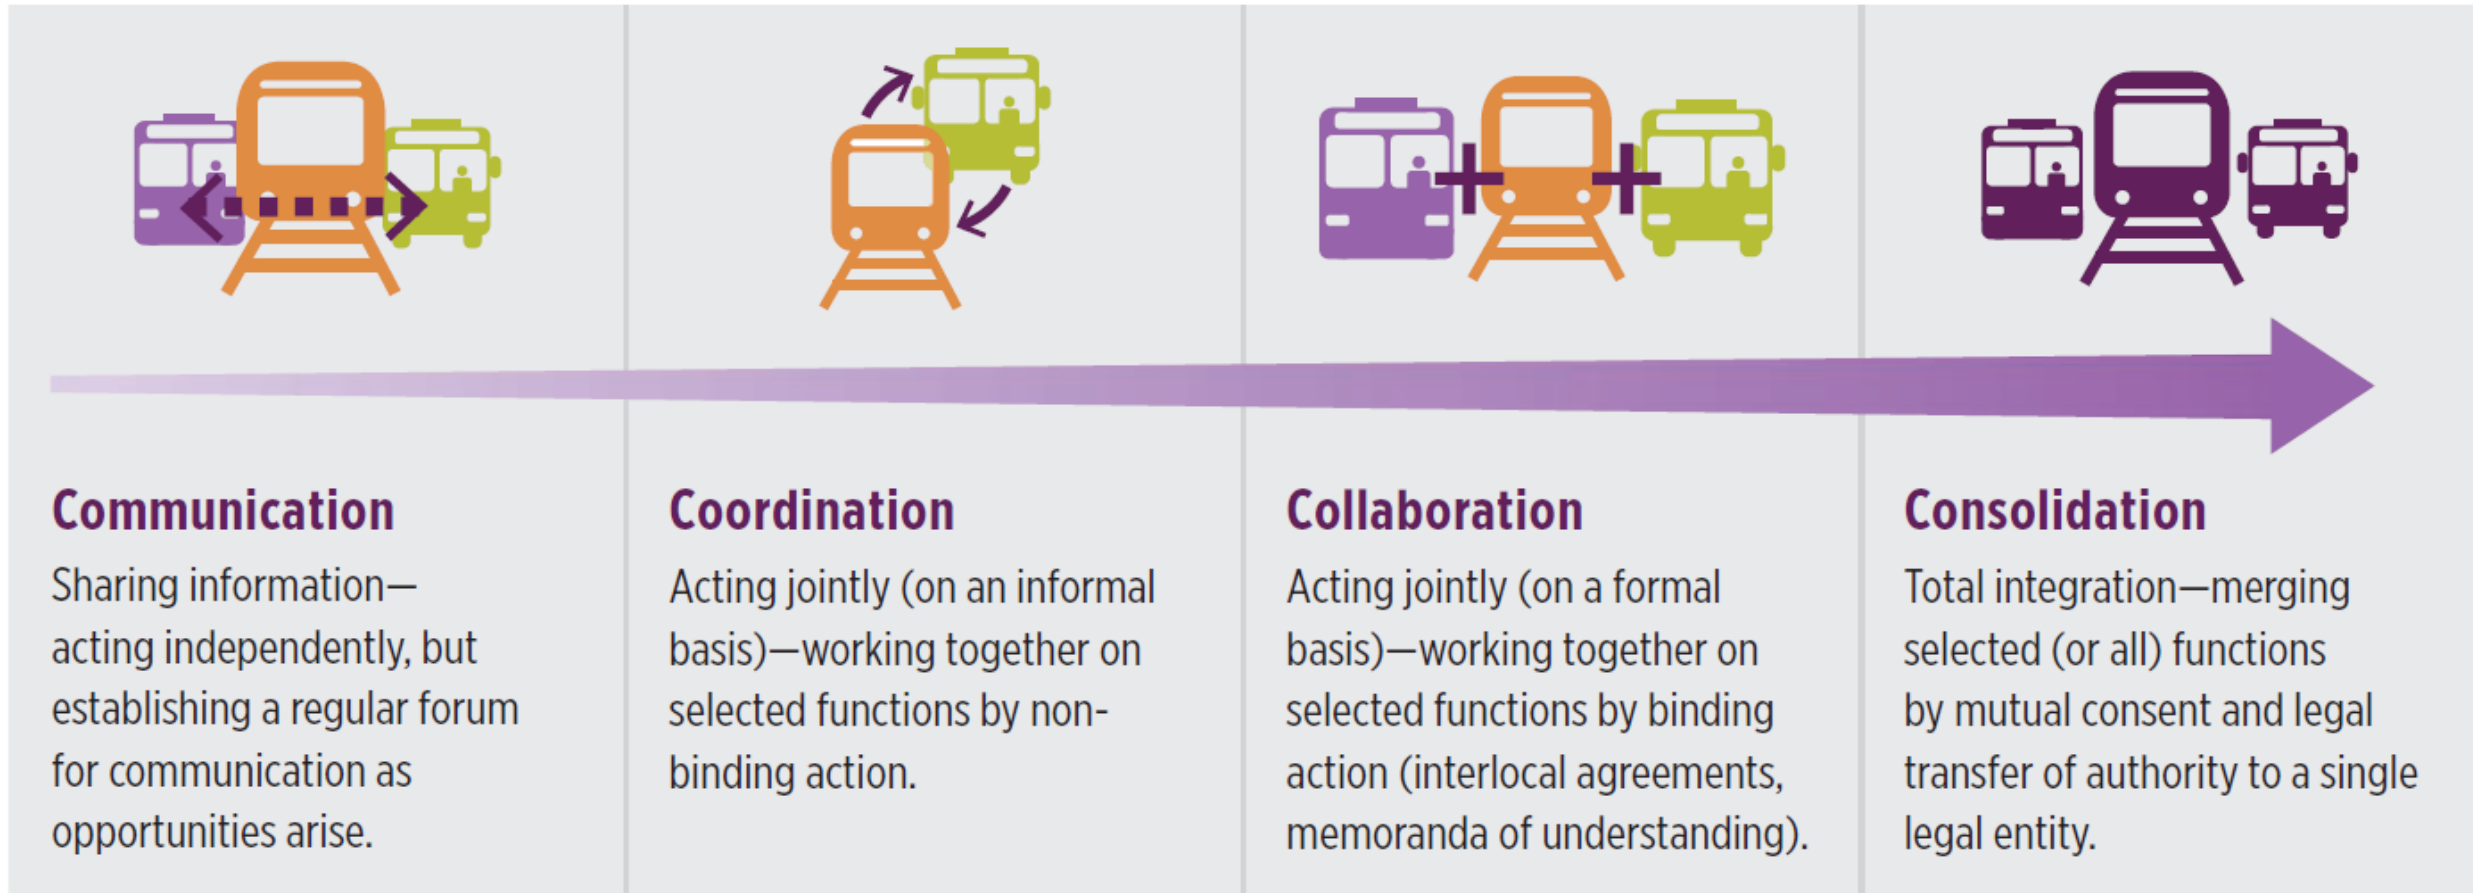 Communication
Sharing information—
acting independently, but
establishing a regular forum
for communication as
opportunities arise.
Coordination
Acting jointly (on an informal
basis)—working together on
selected functions by non-
binding action.
Collaboration
Acting jointly (on a formal
basis)—working together on
selected functions by binding
action (interlocal agreements,
memoranda of understanding).
Consolidation
Total integration—merging
selected (or all) functions
by mutual consent and legal
transfer of authority to a single
legal entity.